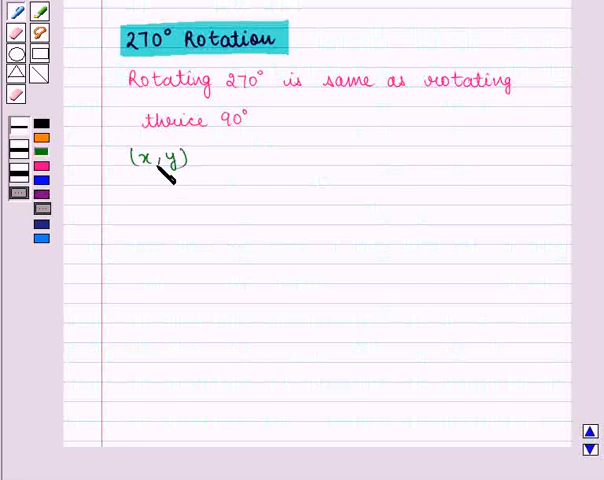 270° Rotation
Rotating 270° is same as rotating
thrice 90°
(x, y)